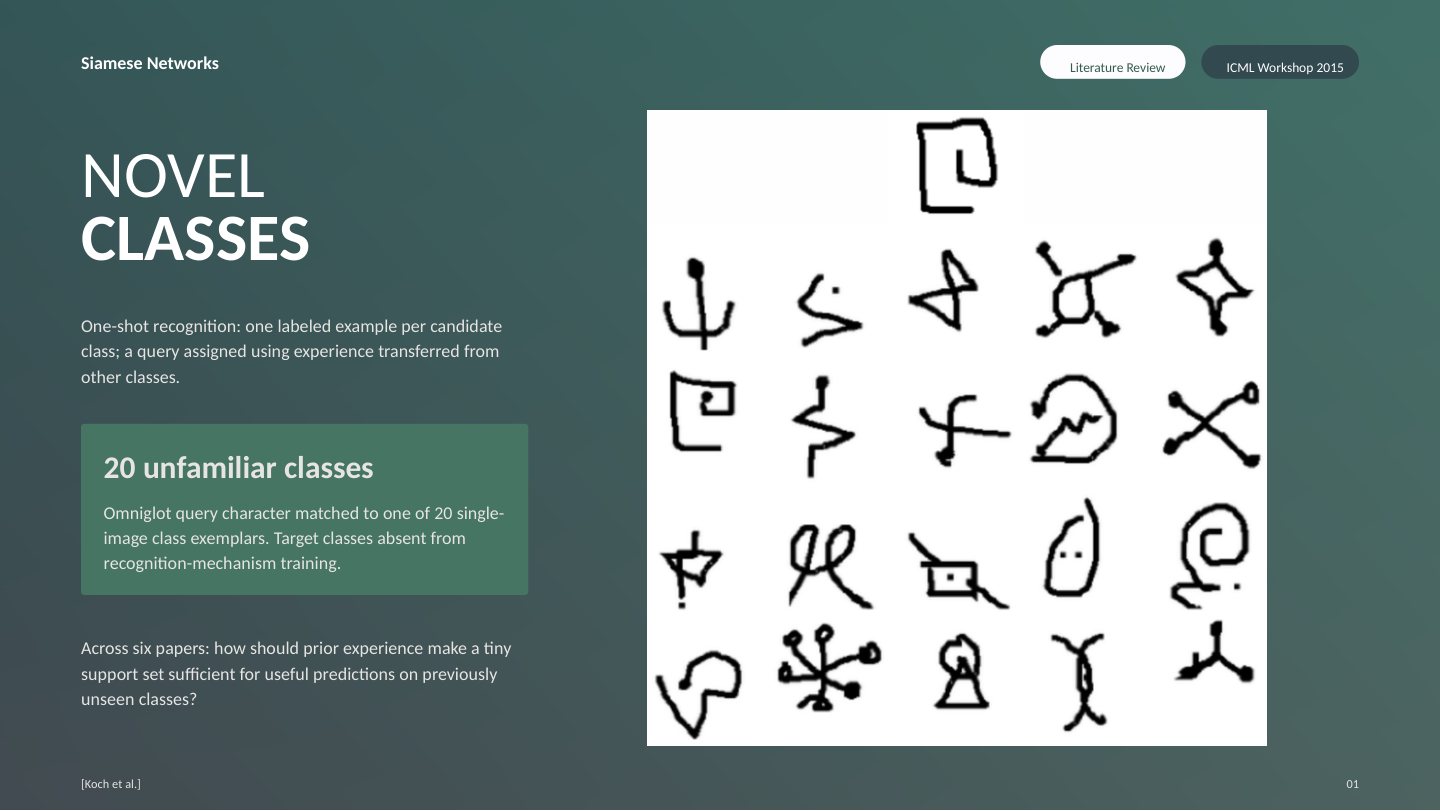 Siamese Networks
Literature Review
ICML Workshop 2015
NOVEL
CLASSES
One-shot recognition: one labeled example per candidate
class; a query assigned using experience transferred from
other classes.
20 unfamiliar classes
Omniglot query character matched to one of 20 single-
image class exemplars. Target classes absent from
recognition-mechanism training.
Across six papers: how should prior experience make a tiny
support set sufficient for useful predictions on previously
unseen classes?
[Koch et al.]
01